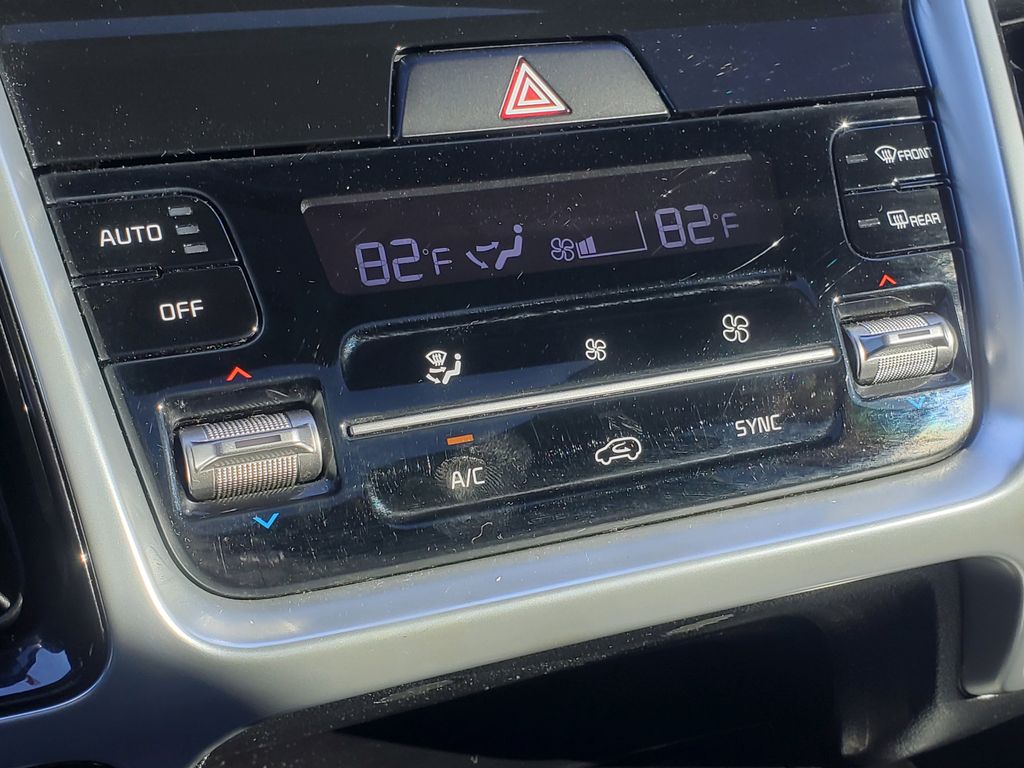 FRONT
AUTO
82°F 82°F
REAR
OFF
SYNC
A/C